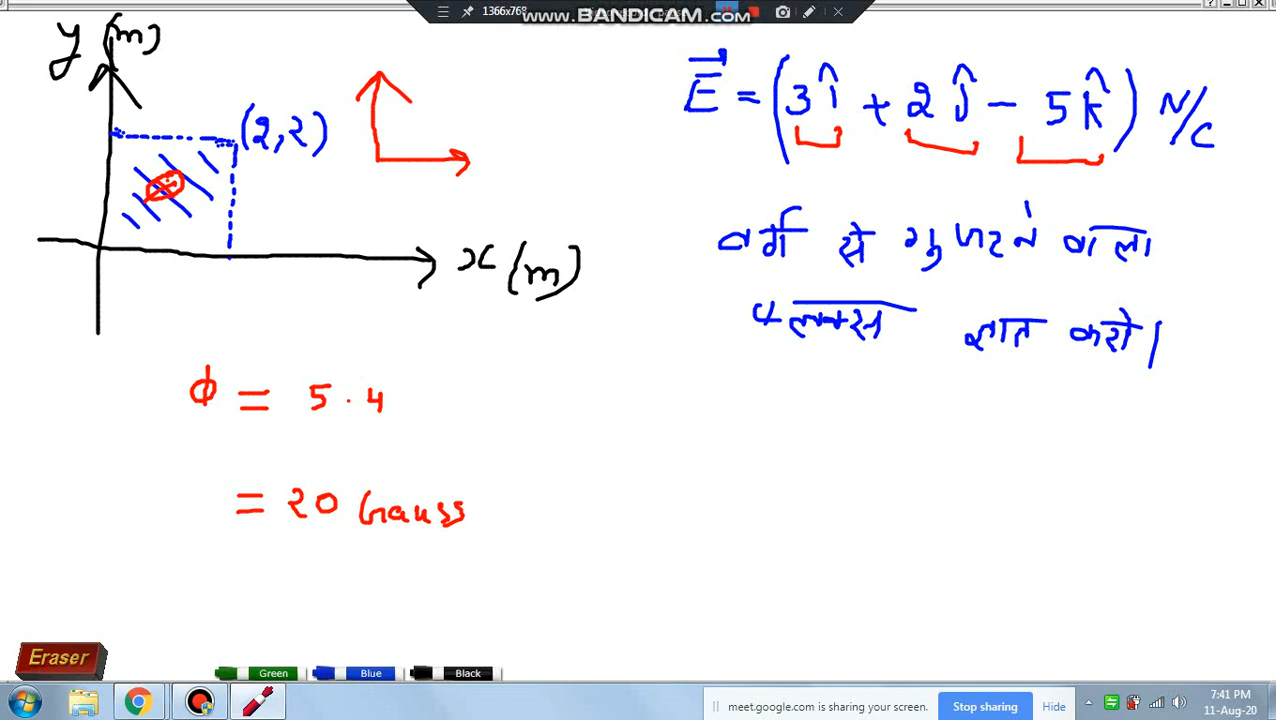 1366x768
www.BANDICAM.com
y (m)
(2,2)
x (m)
E⃗ = (3î + 2ĵ - 5k̂) N/C
वर्ग से गुजरने वाला
फ्लक्स ज्ञात करो।
ϕ = 5 . 4
= 20 Gauss
Eraser
Green
Blue
Black
meet.google.com is sharing your screen.
Stop sharing
Hide
7:41 PM
11-Aug-20